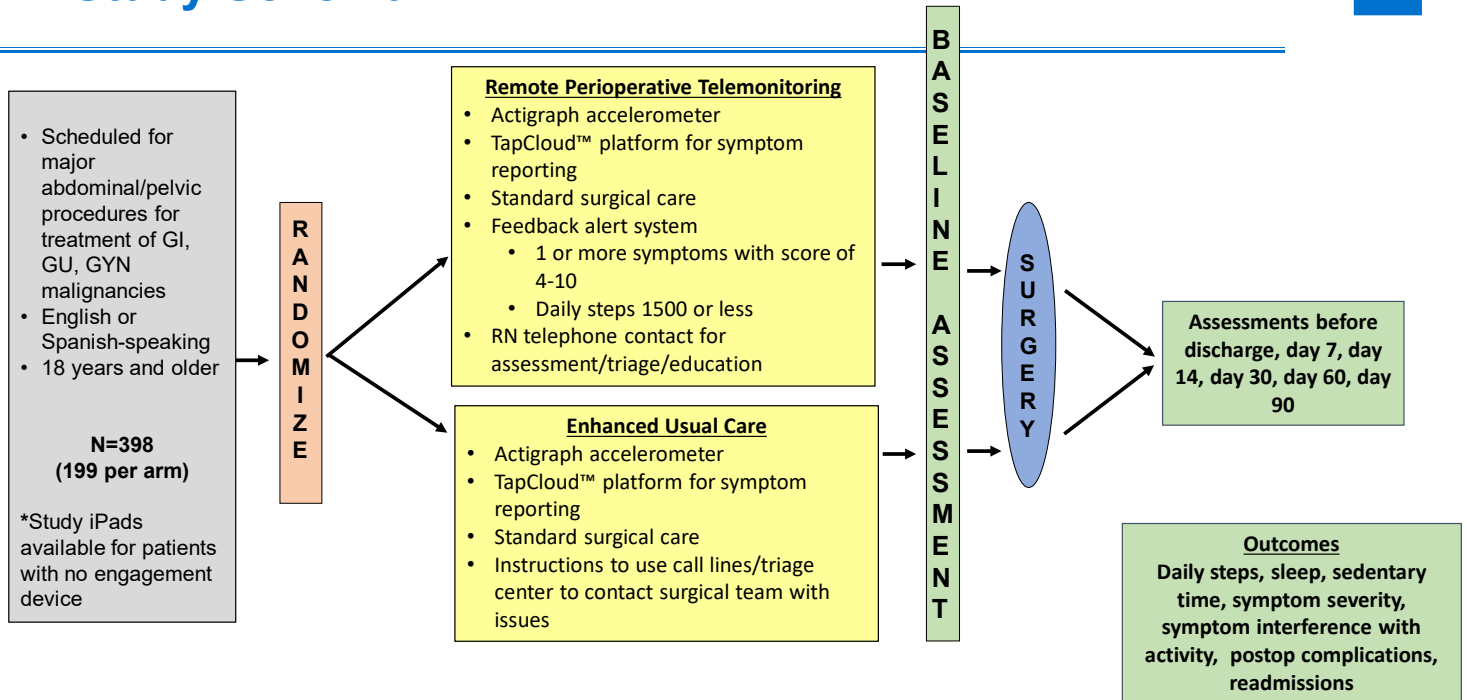 • Scheduled for
major
abdominal/pelvic
procedures for
treatment of GI,
GU, GYN
malignancies
• English or
Spanish-speaking
• 18 years and older
N=398
(199 per arm)
*Study iPads
available for patients
with no engagement
device
RANDOMIZE
Remote Perioperative Telemonitoring
• Actigraph accelerometer
• TapCloud™ platform for symptom
reporting
• Standard surgical care
• Feedback alert system
• 1 or more symptoms with score of
4-10
• Daily steps 1500 or less
• RN telephone contact for
assessment/triage/education
Enhanced Usual Care
• Actigraph accelerometer
• TapCloud™ platform for symptom
reporting
• Standard surgical care
• Instructions to use call lines/triage
center to contact surgical team with
issues
BASELINE ASSESSMENT
SURGERY
Assessments before
discharge, day 7, day
14, day 30, day 60, day
90
Outcomes
Daily steps, sleep, sedentary
time, symptom severity,
symptom interference with
activity, postop complications,
readmissions